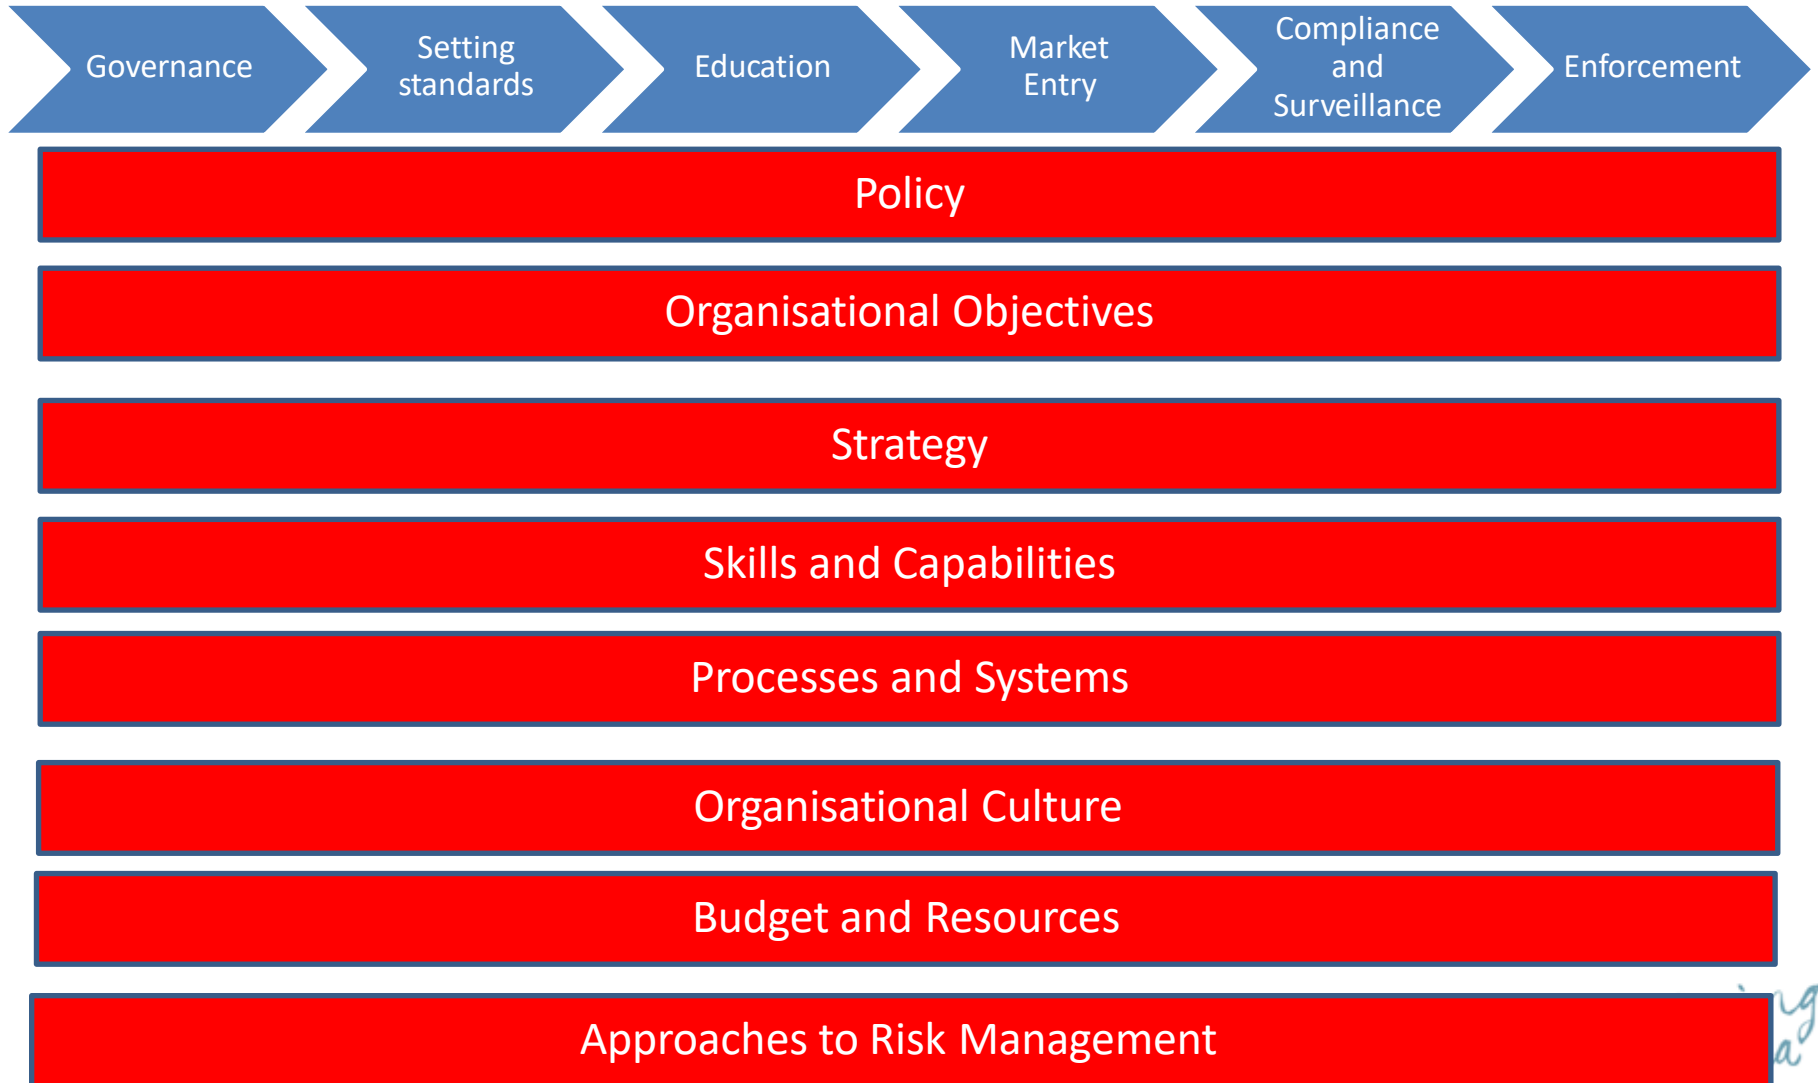 Governance
Setting
standards
Education
Market
Entry
Compliance
and
Surveillance
Enforcement
Policy
Organisational Objectives
Strategy
Skills and Capabilities
Processes and Systems
Organisational Culture
Budget and Resources
Approaches to Risk Management